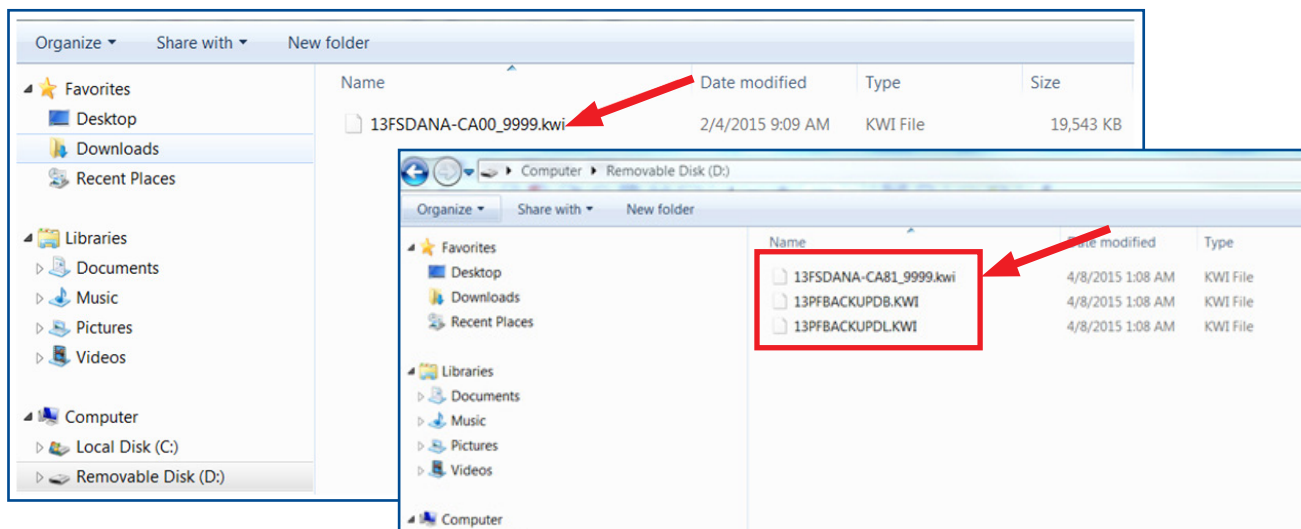 Organize Share with New folder
Favorites
Desktop
Downloads
Recent Places
Libraries
Documents
Music
Pictures
Videos
Computer
Local Disk (C:)
Removable Disk (D:)
Name Date modified Type Size
13FSDANA-CA00_9999.kwi 2/4/2015 9:09 AM KWI File 19,543 KB
Computer Removable Disk (D:)
Organize Share with New folder
Favorites
Desktop
Downloads
Recent Places
Libraries
Documents
Music
Pictures
Videos
Computer
Name Date modified Type
13FSDANA-CA81_9999.kwi 4/8/2015 1:08 AM KWI File
13PFBACKUPDB.KWI 4/8/2015 1:08 AM KWI File
13PFBACKUPDL.KWI 4/8/2015 1:08 AM KWI File